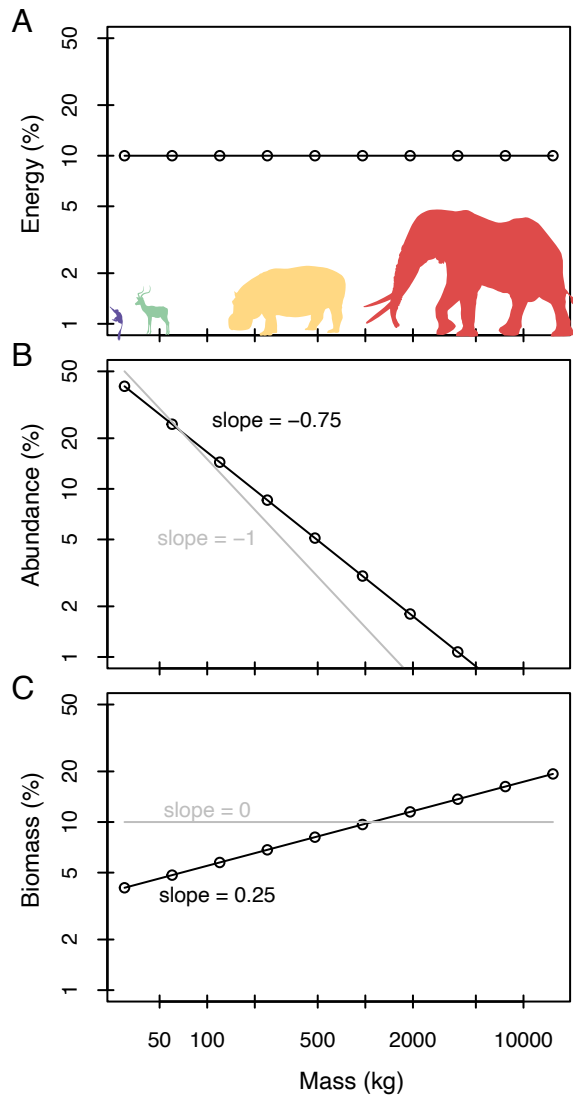 A
50
20
10
5
2
1
Energy (%)
B
50
20
10
5
2
1
Abundance (%)
slope = −0.75
slope = −1
C
50
20
10
5
2
1
Biomass (%)
slope = 0
slope = 0.25
50 100 500 2000 10000
Mass (kg)